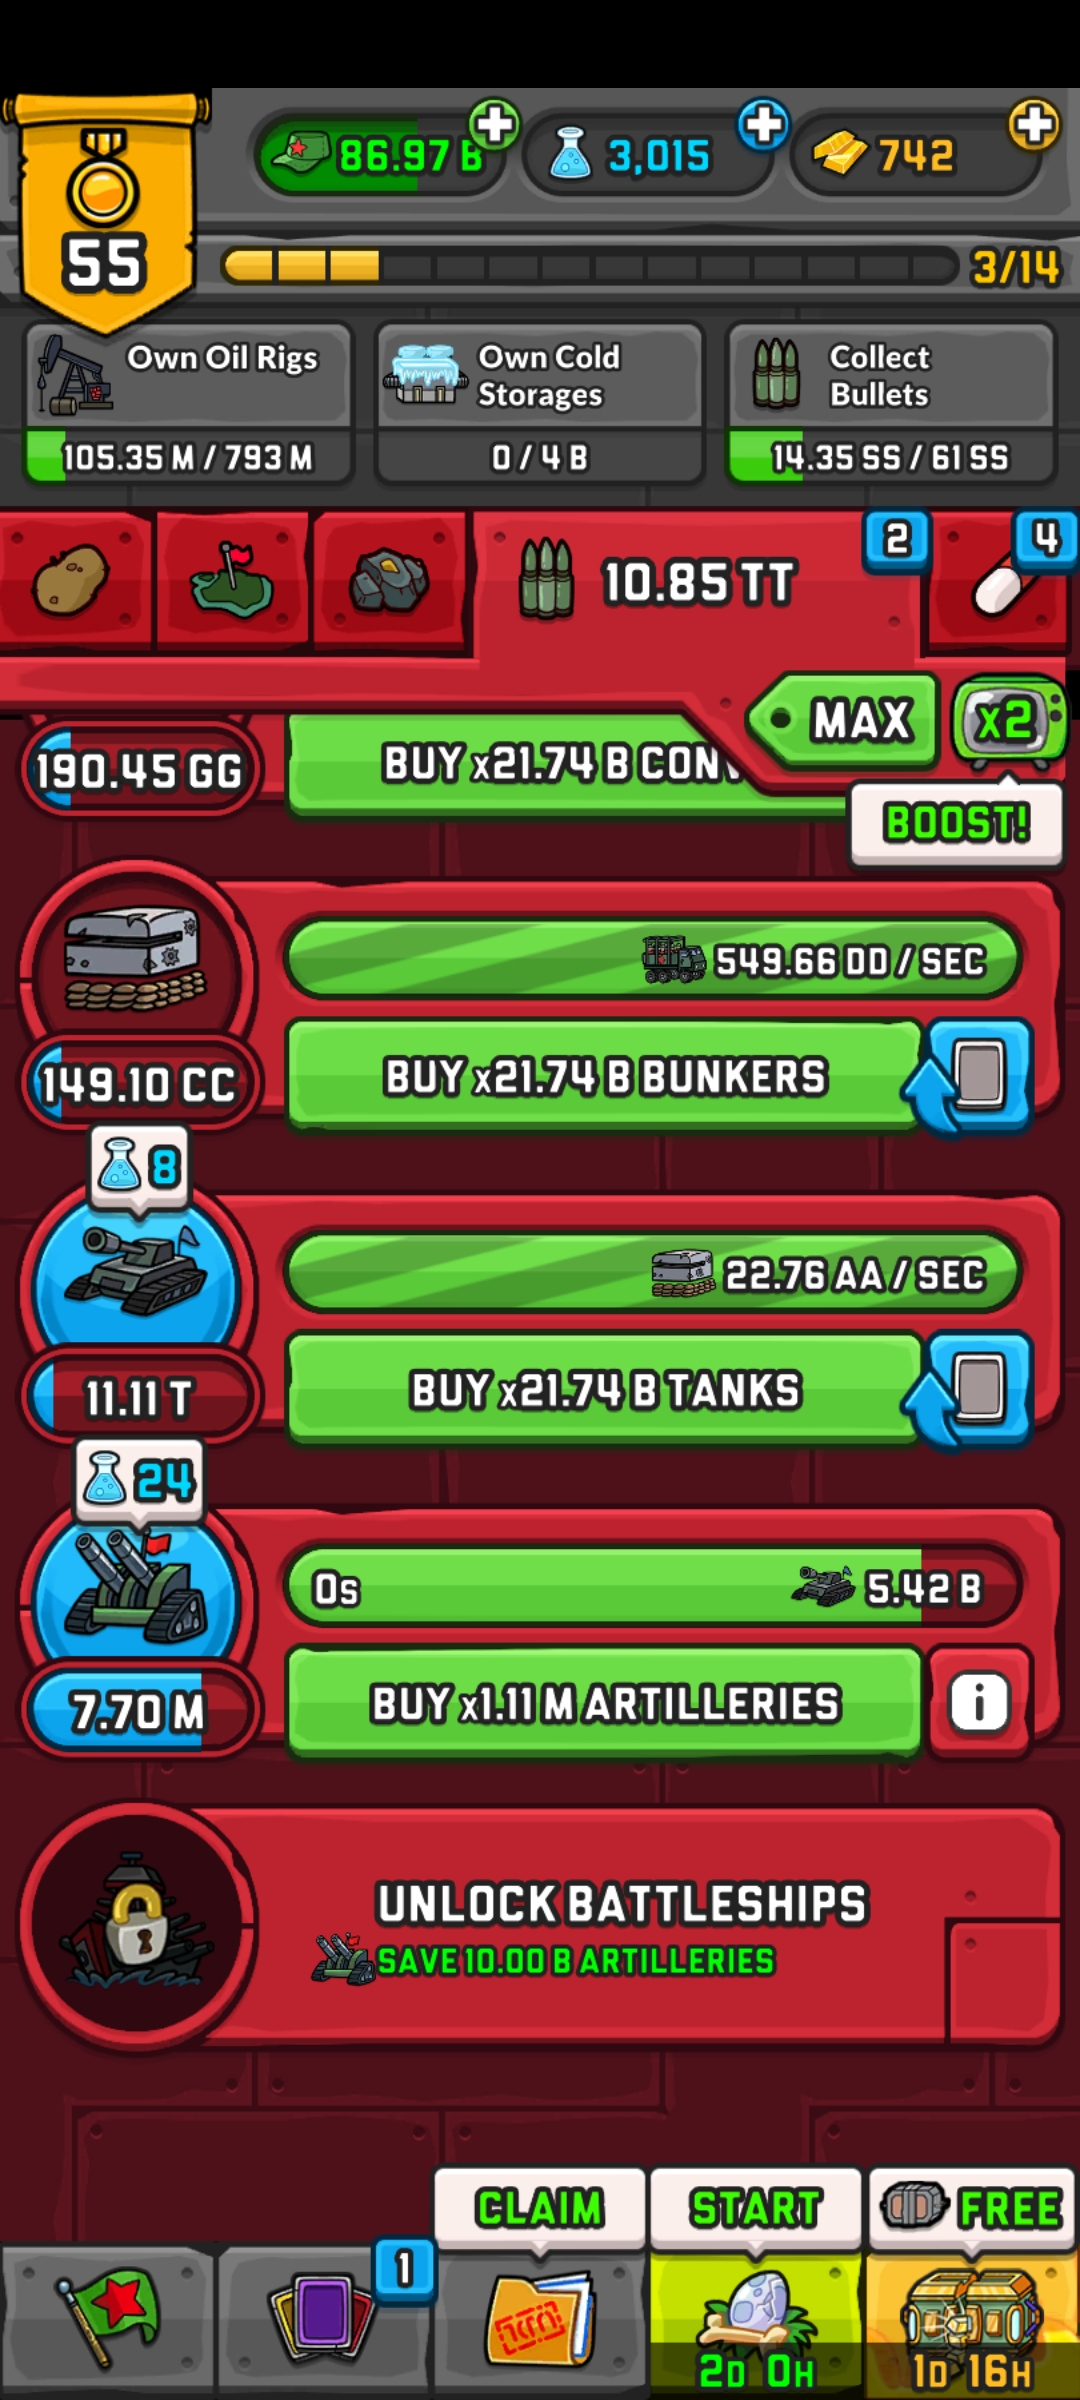 86.97 B
3,015
742
55
3/14
Own Oil Rigs
105.35 M / 793 M
Own Cold
Storages
0 / 4 B
Collect
Bullets
14.35 SS / 61 SS
10.85 TT
2
4
MAX
x2
BOOST!
190.45 GG
BUY x21.74 B CON
549.66 DD / SEC
149.10 CC
BUY x21.74 B BUNKERS
8
22.76 AA / SEC
11.11 T
BUY x21.74 B TANKS
24
0s
5.42 B
7.70 M
BUY x1.11 M ARTILLERIES
i
UNLOCK BATTLESHIPS
SAVE 10.00 B ARTILLERIES
CLAIM
START
FREE
1
2D 0H
1D 16H